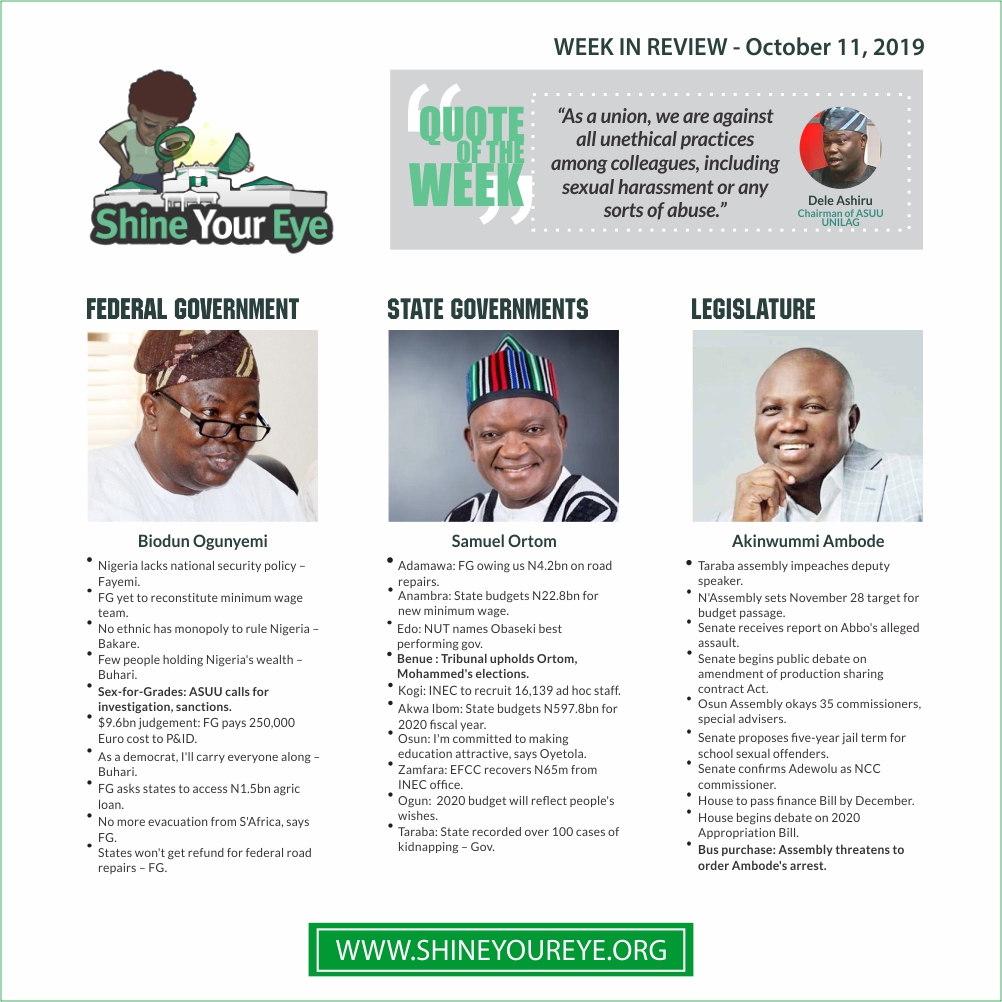 WEEK IN REVIEW - October 11, 2019
Shine Your Eye
“
QUOTE
OF THE
WEEK
”
“As a union, we are against
all unethical practices
among colleagues, including
sexual harassment or any
sorts of abuse.”
Dele Ashiru
Chairman of ASUU
UNILAG
FEDERAL GOVERNMENT
Biodun Ogunyemi
• Nigeria lacks national security policy –
Fayemi.
• FG yet to reconstitute minimum wage
team.
• No ethnic has monopoly to rule Nigeria –
Bakare.
• Few people holding Nigeria's wealth –
Buhari.
• Sex-for-Grades: ASUU calls for
investigation, sanctions.
• $9.6bn judgement: FG pays 250,000
Euro cost to P&ID.
• As a democrat, I'll carry everyone along –
Buhari.
• FG asks states to access N1.5bn agric
loan.
• No more evacuation from S'Africa, says
FG.
• States won't get refund for federal road
repairs – FG.
STATE GOVERNMENTS
Samuel Ortom
• Adamawa: FG owing us N4.2bn on road
repairs.
• Anambra: State budgets N22.8bn for
new minimum wage.
• Edo: NUT names Obaseki best
performing gov.
• Benue : Tribunal upholds Ortom,
Mohammed's elections.
• Kogi: INEC to recruit 16,139 ad hoc staff.
• Akwa Ibom: State budgets N597.8bn for
2020 fiscal year.
• Osun: I'm committed to making
education attractive, says Oyetola.
• Zamfara: EFCC recovers N65m from
INEC office.
• Ogun: 2020 budget will reflect people's
wishes.
• Taraba: State recorded over 100 cases of
kidnapping – Gov.
LEGISLATURE
Akinwummi Ambode
• Taraba assembly impeaches deputy
speaker.
• N'Assembly sets November 28 target for
budget passage.
• Senate receives report on Abbo's alleged
assault.
• Senate begins public debate on
amendment of production sharing
contract Act.
• Osun Assembly okays 35 commissioners,
special advisers.
• Senate proposes five-year jail term for
school sexual offenders.
• Senate confirms Adewolu as NCC
commissioner.
• House to pass finance Bill by December.
• House begins debate on 2020
Appropriation Bill.
• Bus purchase: Assembly threatens to
order Ambode's arrest.
WWW.SHINEYOUREYE.ORG